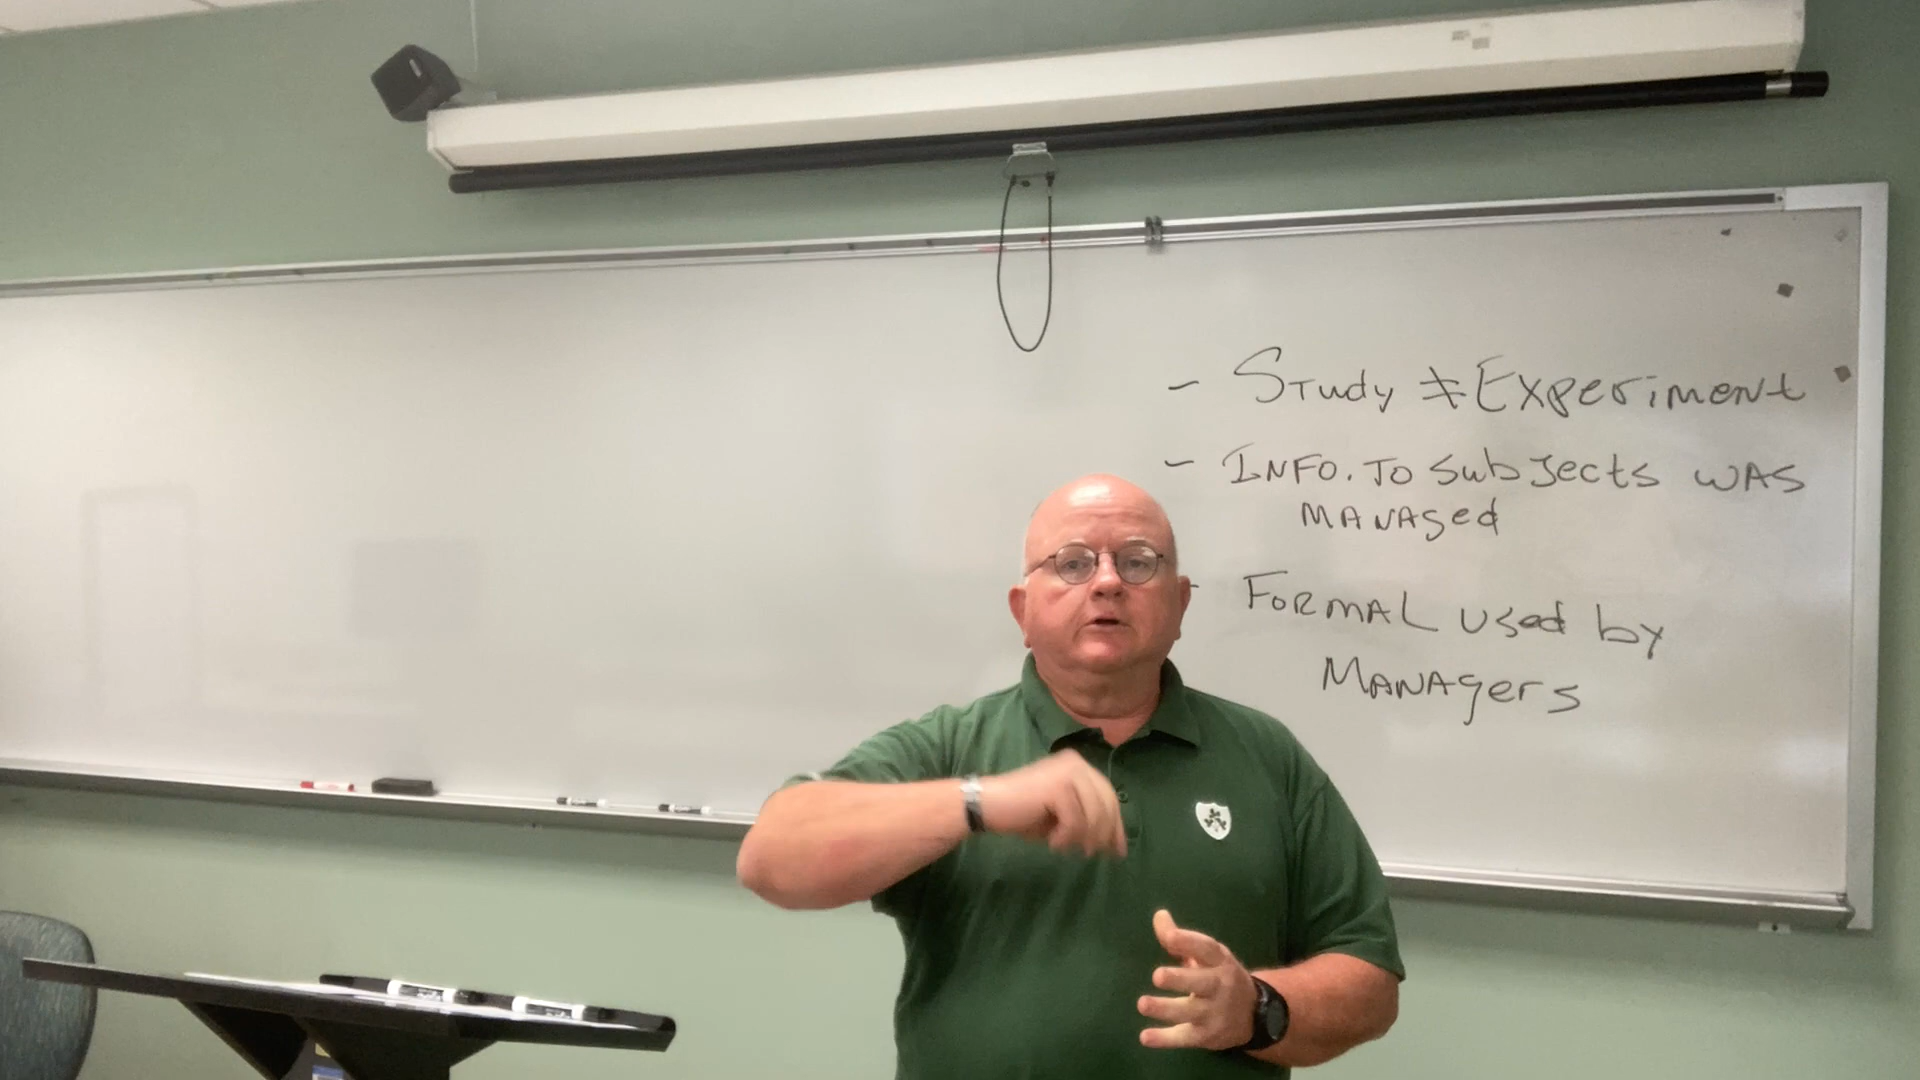 - Study ≠ Experiment
- INFO. TO SubJects WAS
MANAged
- FORMAL used by
MANAgers